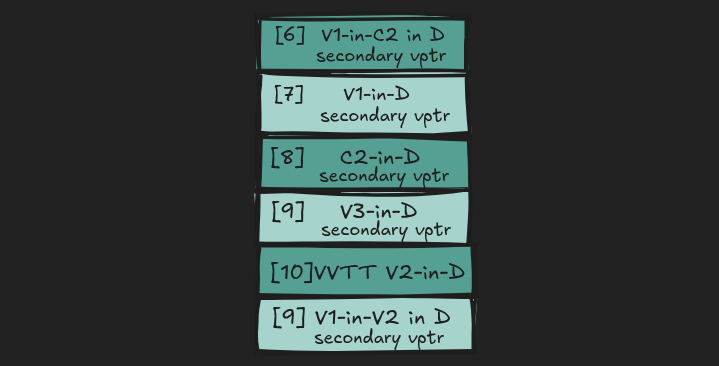 [6] V1-in-C2 in D
secondary vptr
[7] V1-in-D
secondary vptr
[8] C2-in-D
secondary vptr
[9] V3-in-D
secondary vptr
[10]VVTT V2-in-D
[9] V1-in-V2 in D
secondary vptr